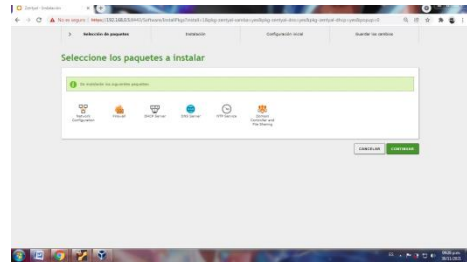 Zentyal - Instalación
No es seguro
Selección de paquetes
Instalación
Configuración inicial
Guardar los cambios
Seleccione los paquetes a instalar
Se instalarán los siguientes paquetes:
Network Configuration
Firewall
DHCP Server
DNS Server
NTP Service
Domain Controller and File Sharing
CANCELAR
CONTINUAR